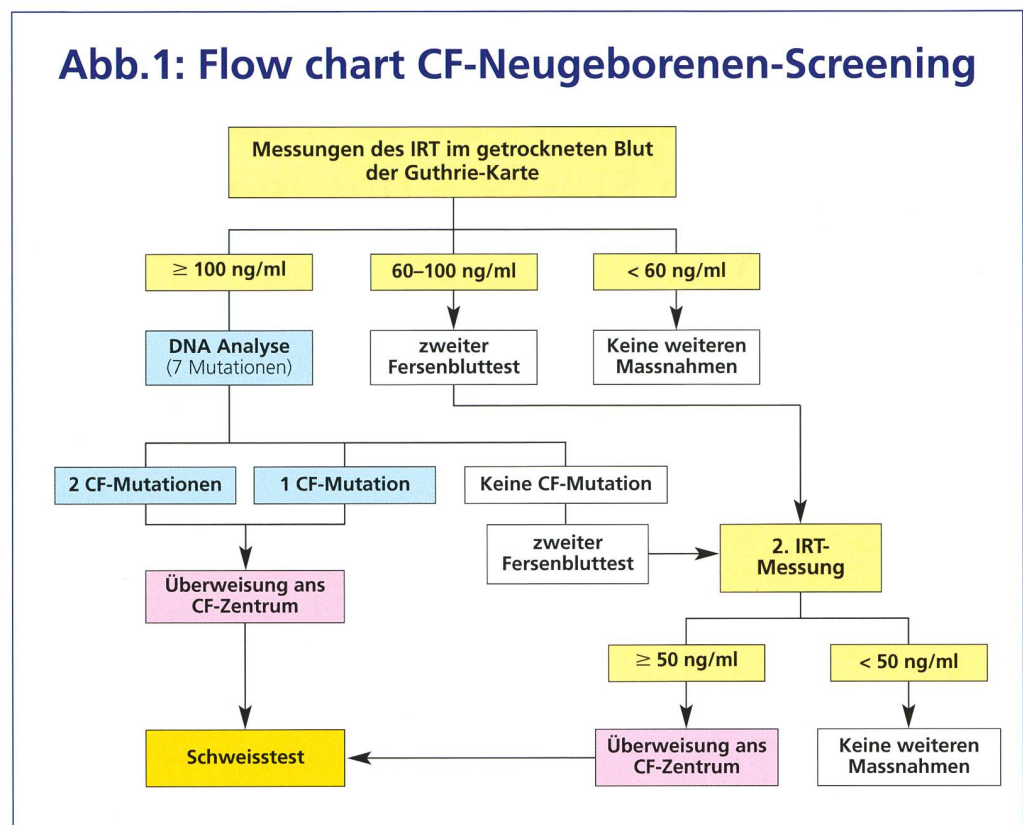 Abb.1: Flow chart CF-Neugeborenen-Screening
Messungen des IRT im getrockneten Blut
der Guthrie-Karte
≥ 100 ng/ml
60–100 ng/ml
< 60 ng/ml
DNA Analyse
(7 Mutationen)
zweiter
Fersenbluttest
Keine weiteren
Massnahmen
2 CF-Mutationen
1 CF-Mutation
Keine CF-Mutation
zweiter
Fersenbluttest
2. IRT-
Messung
Überweisung ans
CF-Zentrum
≥ 50 ng/ml
< 50 ng/ml
Schweisstest
Überweisung ans
CF-Zentrum
Keine weiteren
Massnahmen